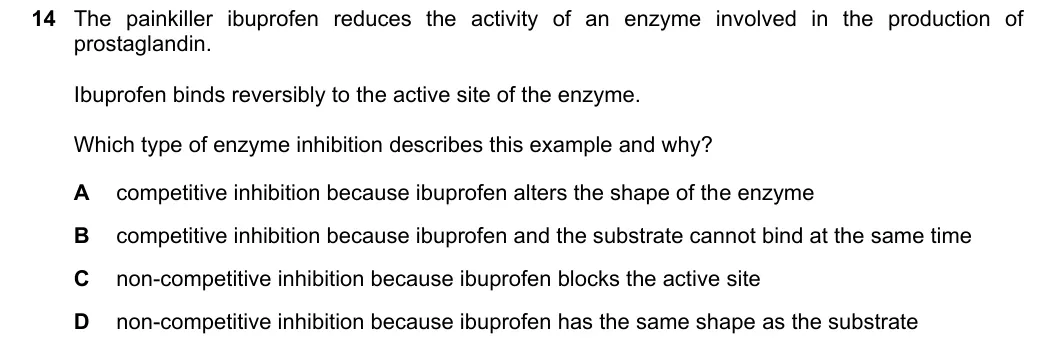 14 The painkiller ibuprofen reduces the activity of an enzyme involved in the production of
prostaglandin.
Ibuprofen binds reversibly to the active site of the enzyme.
Which type of enzyme inhibition describes this example and why?
A competitive inhibition because ibuprofen alters the shape of the enzyme
B competitive inhibition because ibuprofen and the substrate cannot bind at the same time
C non-competitive inhibition because ibuprofen blocks the active site
D non-competitive inhibition because ibuprofen has the same shape as the substrate